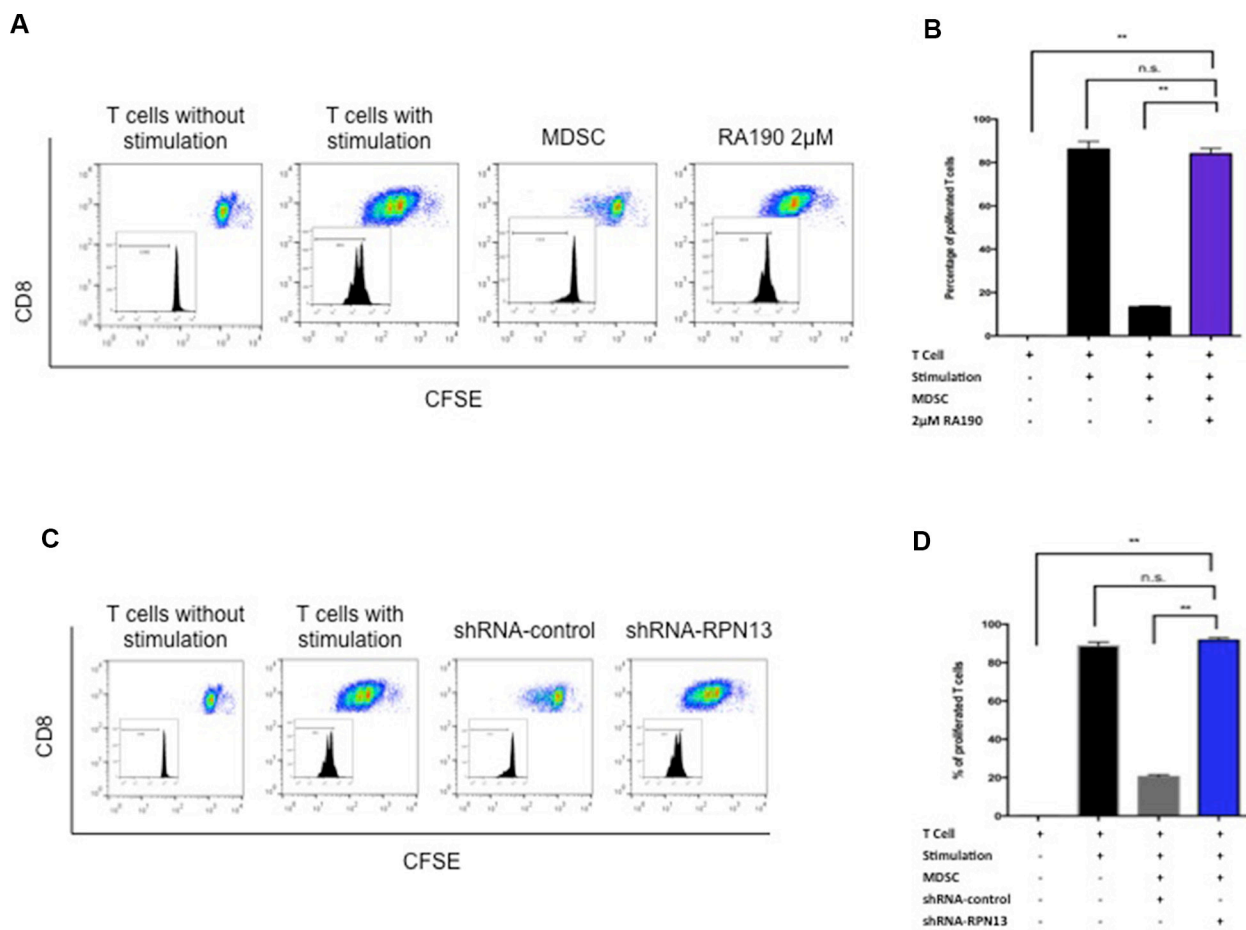 A
T cells without
stimulation
T cells with
stimulation
MDSC
RA190 2µM
CD8
CFSE
B
**
n.s.
**
Percentage of poliferated T cells
100
80
60
40
20
0
T Cell + + + +
Stimulation - + + +
MDSC - - + +
2µM RA190 - - - +
C
T cells without
stimulation
T cells with
stimulation
shRNA-control
shRNA-RPN13
CD8
CFSE
D
**
n.s.
**
% of proliferated T cells
100
80
60
40
20
0
T Cell + + + +
Stimulation - + + +
MDSC - - + +
shRNA-control - - + -
shRNA-RPN13 - - - +